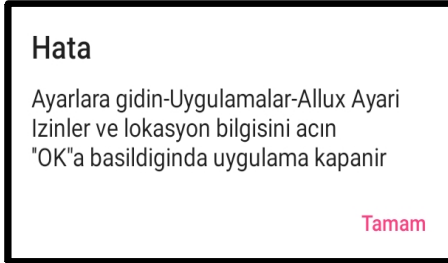 Hata
Ayarlara gidin-Uygulamalar-Allux Ayari
Izinler ve lokasyon bilgisini acın
"OK"a basildiginda uygulama kapanir
Tamam